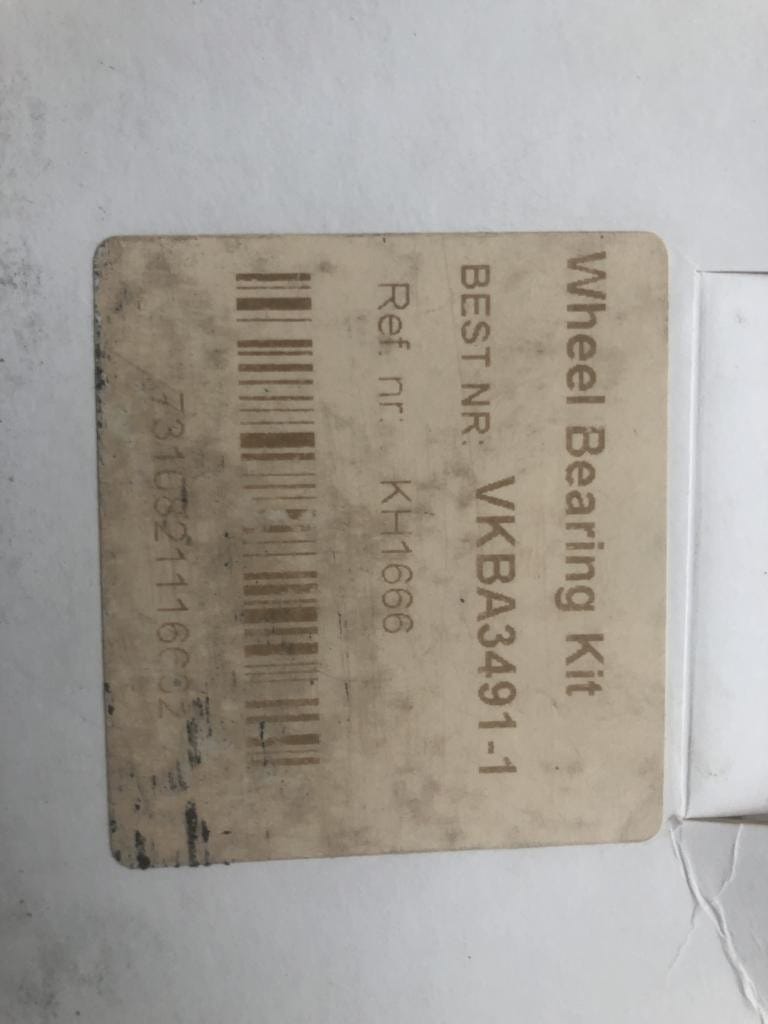 Wheel Bearing Kit
BEST NR: VKBA3491-1
Ref. nr: KH1666